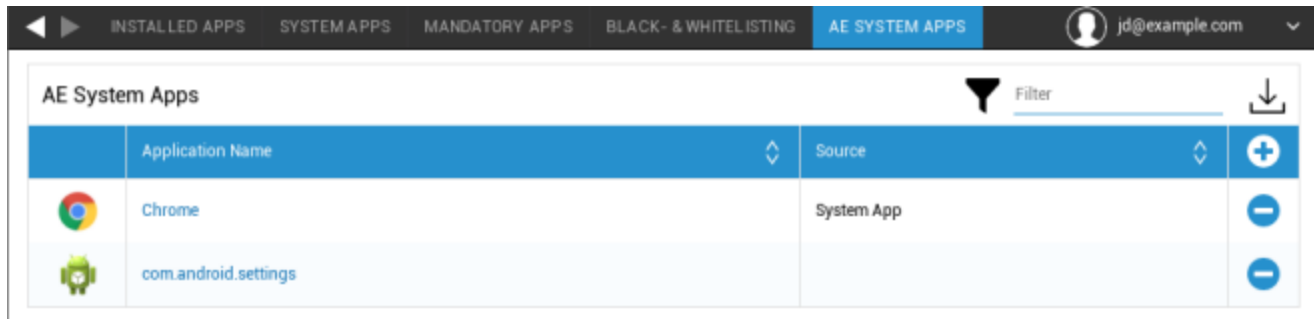 INSTALLED APPS SYSTEM APPS MANDATORY APPS BLACK- & WHITELISTING AE SYSTEM APPS jd@example.com
AE System Apps Filter
Application Name Source
Chrome System App
com.android.settings